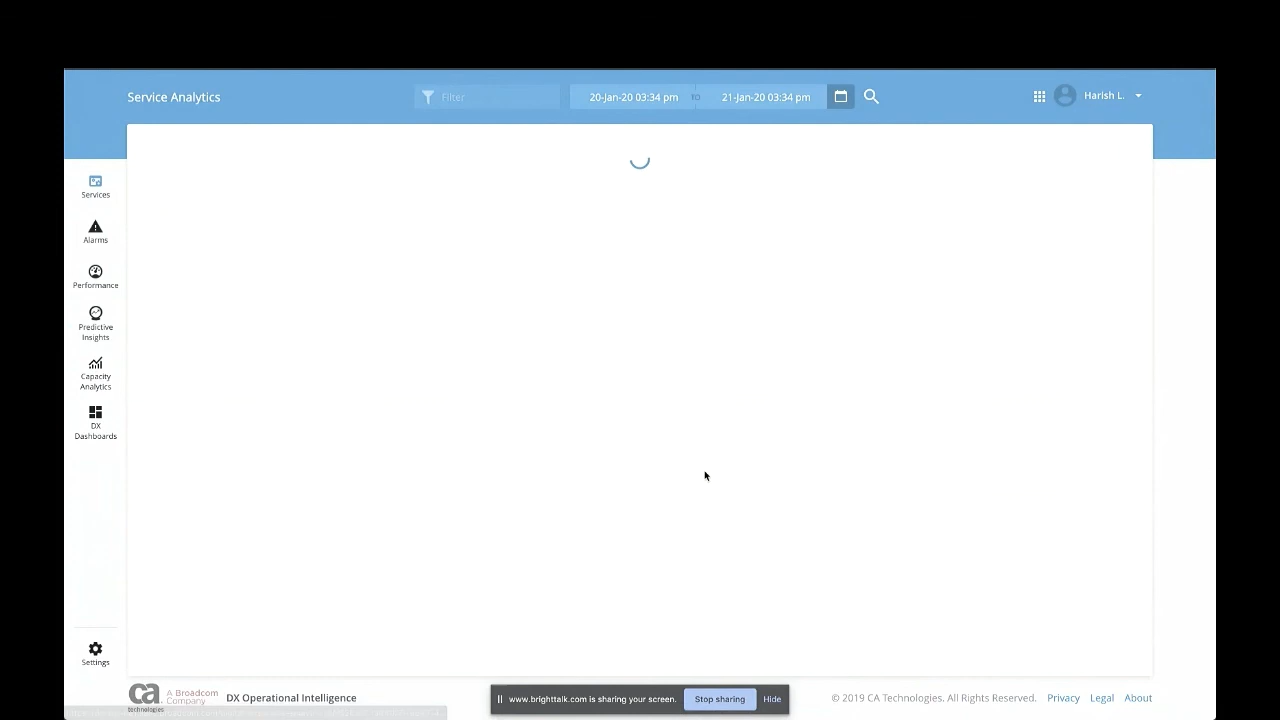 Service Analytics
Filter
20-Jan-20 03:34 pm TO 21-Jan-20 03:34 pm
Harish L.
Services
Alarms
Performance
Predictive
Insights
Capacity
Analytics
DX
Dashboards
Settings
ca
technologies
A Broadcom
Company
DX Operational Intelligence
www.brighttalk.com is sharing your screen.
Stop sharing
Hide
© 2019 CA Technologies. All Rights Reserved.
Privacy
Legal
About